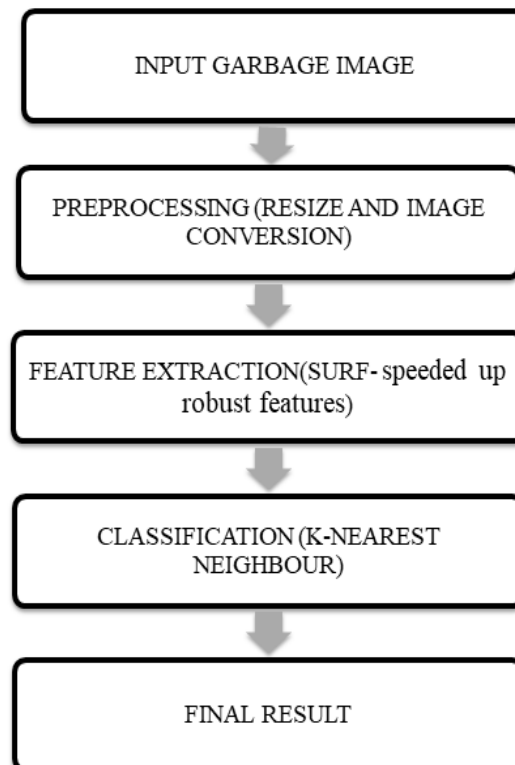 INPUT GARBAGE IMAGE
PREPROCESSING (RESIZE AND IMAGE
CONVERSION)
FEATURE EXTRACTION(SURF- speeded up
robust features)
CLASSIFICATION (K-NEAREST
NEIGHBOUR)
FINAL RESULT